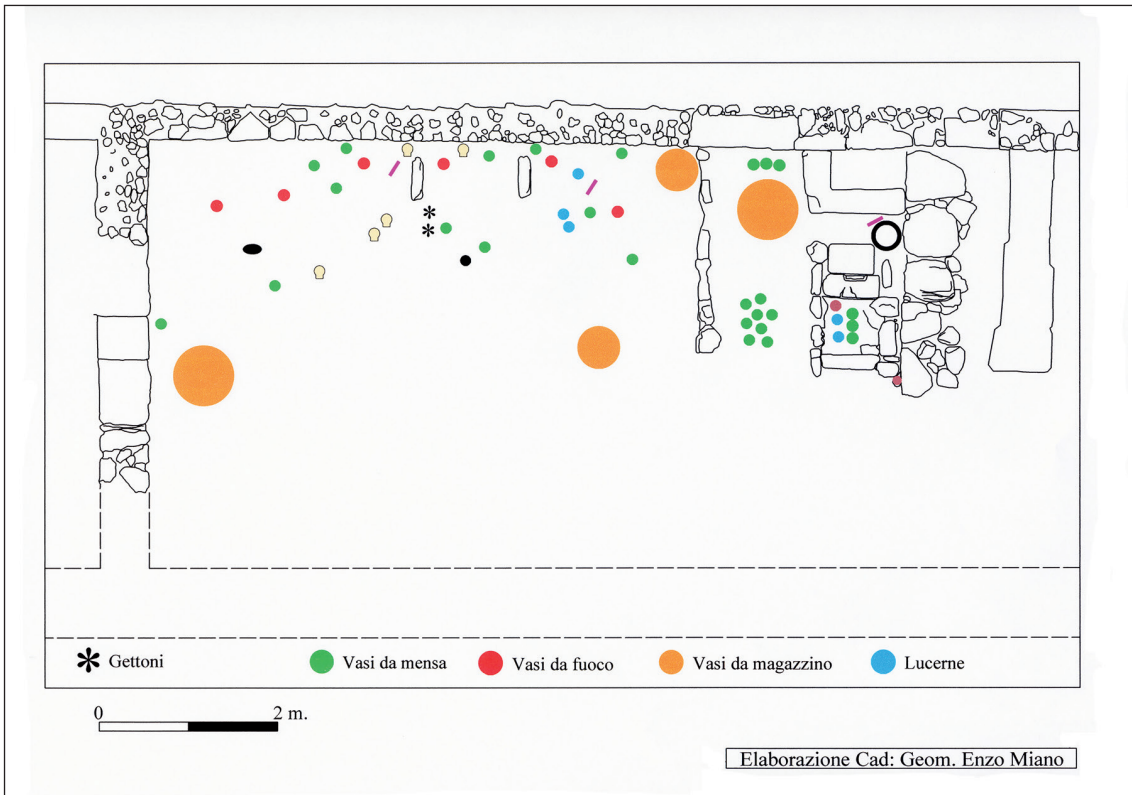 * Gettoni Vasi da mensa Vasi da fuoco Vasi da magazzino Lucerne
0 2 m.
Elaborazione Cad: Geom. Enzo Miano